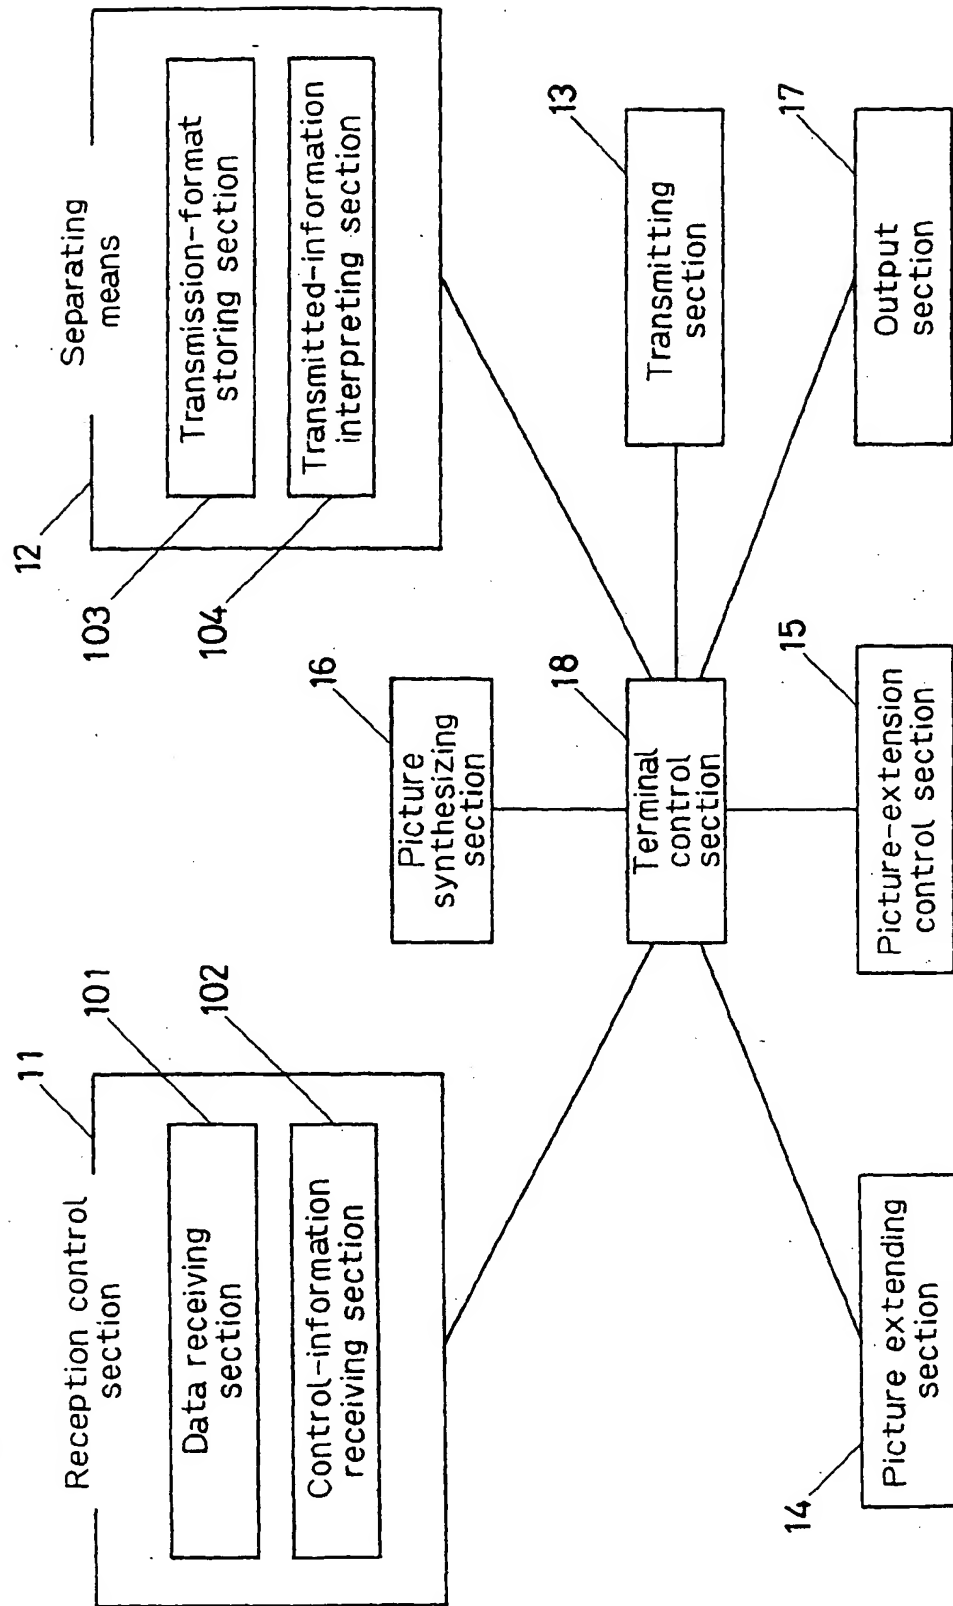 11
Reception control
section
101
Data receiving
section
102
Control-information
receiving section
12
Separating
means
103
Transmission-format
storing section
104
Transmitted-information
interpreting section
16
Picture
synthesizing
section
18
Terminal
control
section
13
Transmitting
section
14
Picture extending
section
15
Picture-extension
control section
17
Output
section